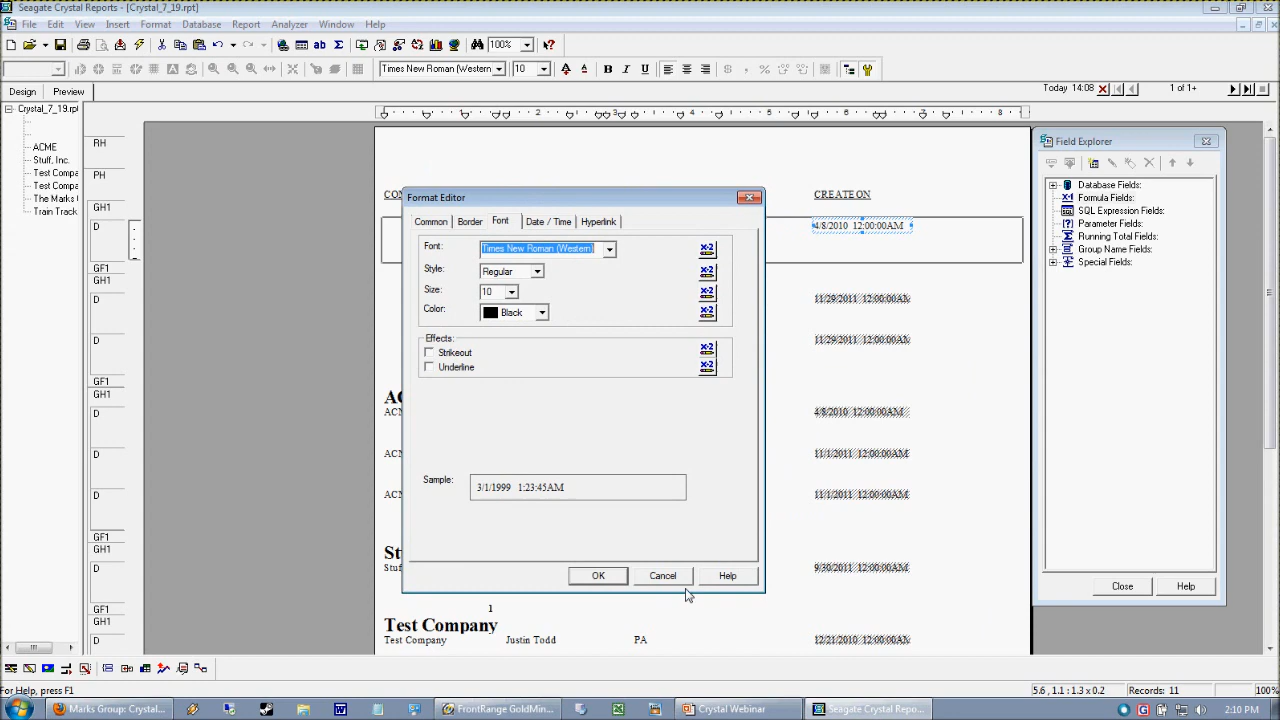 Seagate Crystal Reports - [Crystal_7_19.rpt]
File Edit View Insert Format Database Report Analyzer Window Help
100%
Times New Roman (Western 10
Design Preview
Today 14:08 1 of 1+
Crystal_7_19.rpt
ACME
Stuff, Inc.
Test Compa
Test Compa
The Marks
Train Track
RH
PH
GH1
D
GF1
GH1
D
D
GF1
GH1
D
D
D
GF1
GH1
D
GF1
GH1
D
CREATE ON
4/8/2010 12:00:00AM
11/29/2011 12:00:00AM
11/29/2011 12:00:00AM
4/8/2010 12:00:00AM
11/1/2011 12:00:00AM
11/1/2011 12:00:00AM
9/30/2011 12:00:00AM
1
Test Company
Test Company Justin Todd PA 12/21/2010 12:00:00AM
Format Editor
Common Border Font Date / Time Hyperlink
Font: Times New Roman (Western)
Style: Regular
Size: 10
Color: Black
Effects:
Strikeout
Underline
Sample: 3/1/1999 1:23:45AM
OK Cancel Help
Field Explorer
Database Fields:
Formula Fields:
SQL Expression Fields:
Parameter Fields:
Running Total Fields:
Group Name Fields:
Special Fields:
Close Help
For Help, press F1
5.6 , 1.1 : 1.3 x 0.2 Records: 11 100%
Marks Group: Crystal... FrontRange GoldMin... Crystal Webinar Seagate Crystal Repo... 2:10 PM